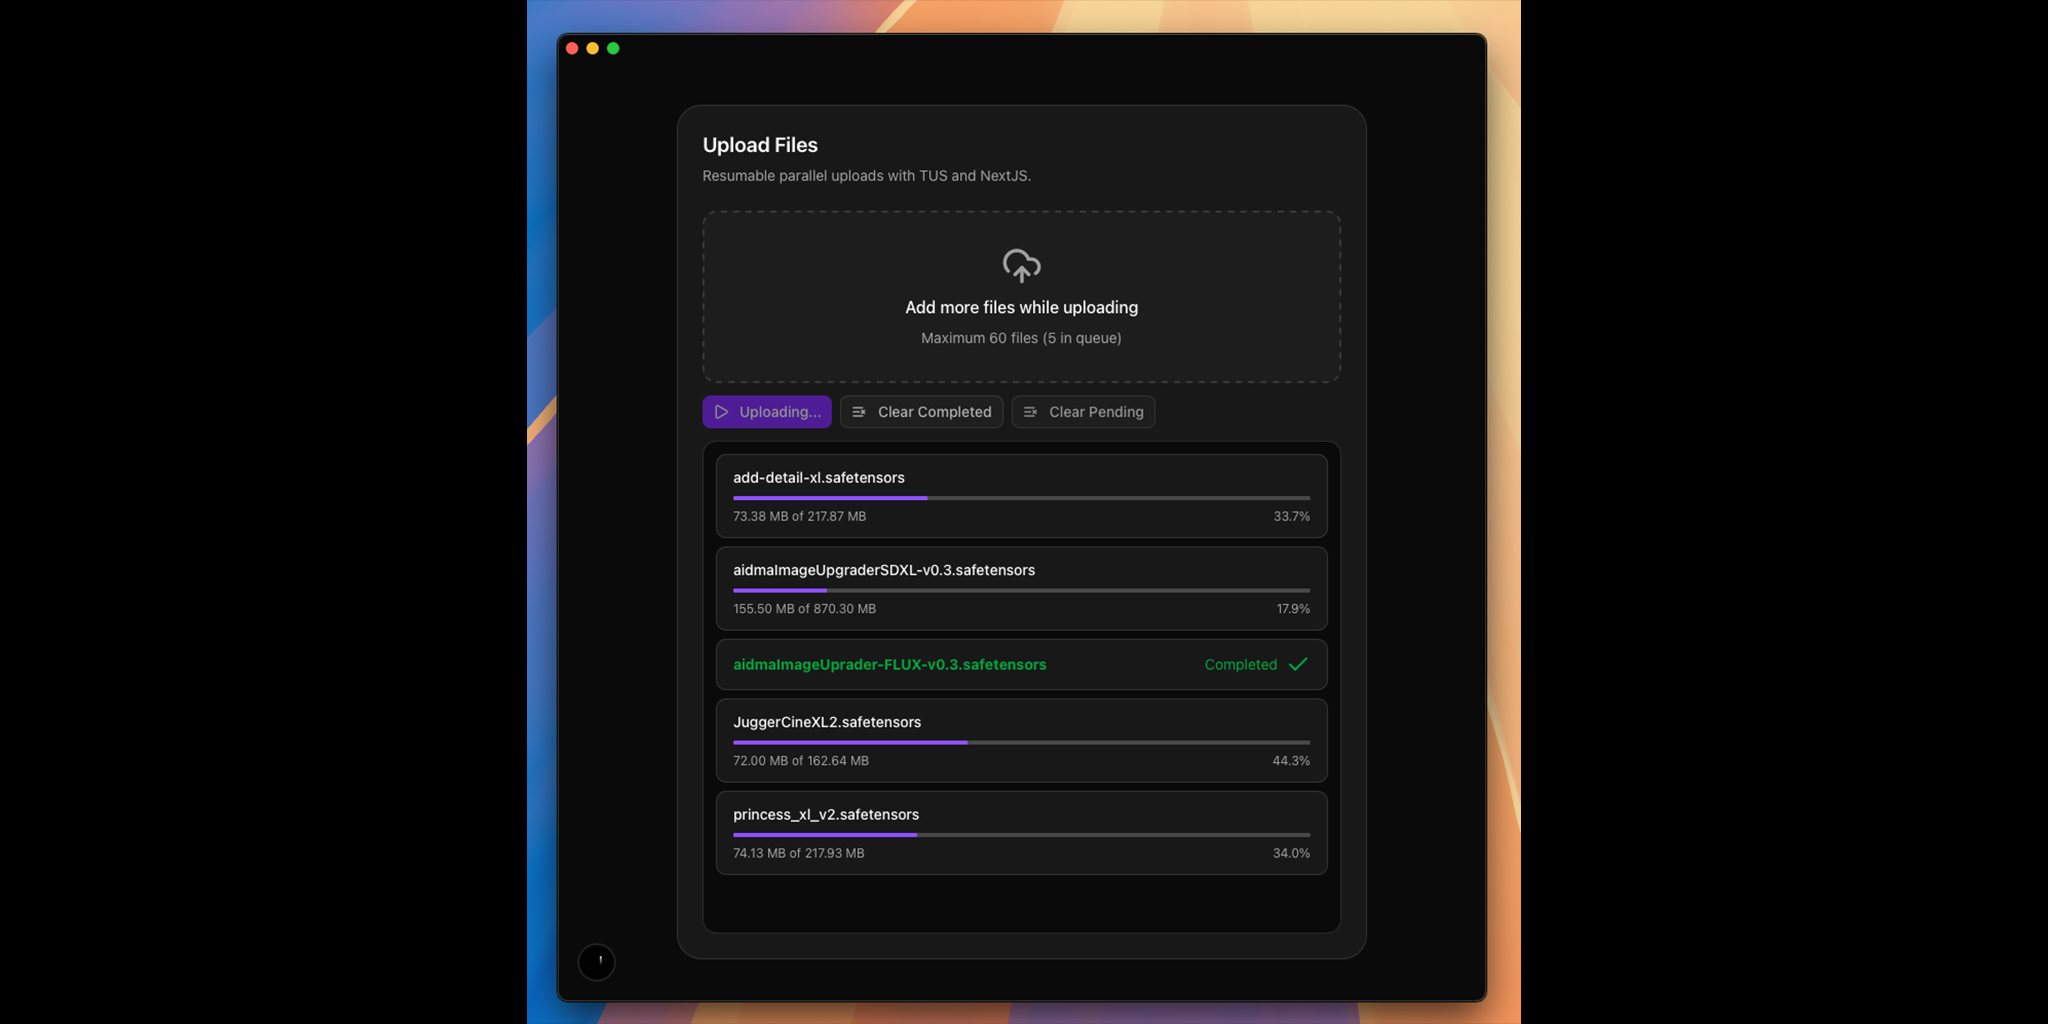 Upload Files
Resumable parallel uploads with TUS and NextJS.
Add more files while uploading
Maximum 60 files (5 in queue)
Uploading...
Clear Completed
Clear Pending
add-detail-xl.safetensors
73.38 MB of 217.87 MB
33.7%
aidmaImageUpgraderSDXL-v0.3.safetensors
155.50 MB of 870.30 MB
17.9%
aidmaImageUprader-FLUX-v0.3.safetensors
Completed
JuggerCineXL2.safetensors
72.00 MB of 162.64 MB
44.3%
princess_xl_v2.safetensors
74.13 MB of 217.93 MB
34.0%